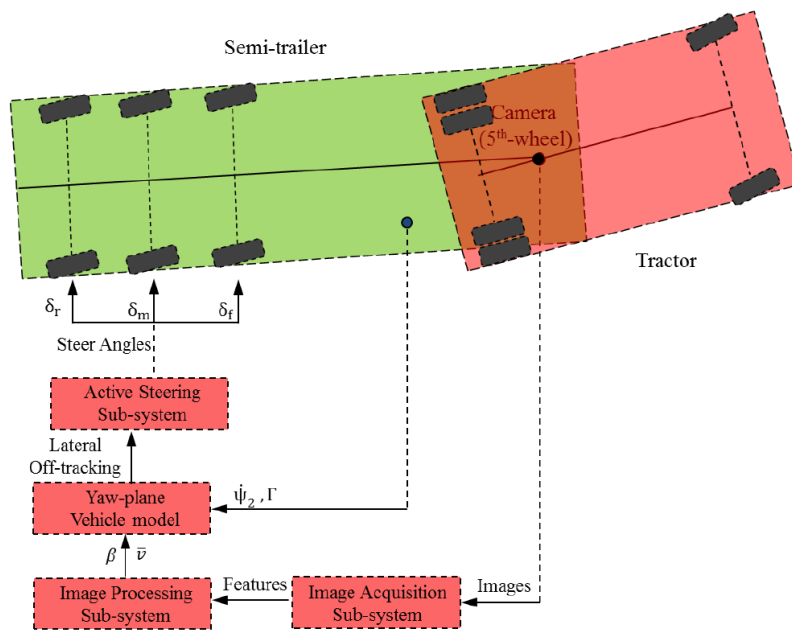 Semi-trailer
Camera
(5th-wheel)
Tractor
δr
δm
δf
Steer Angles
Active Steering
Sub-system
Lateral
Off-tracking
Yaw-plane
Vehicle model
ψ̇2 , Γ
β v̄
Image Processing
Sub-system
Features
Image Acquisition
Sub-system
Images